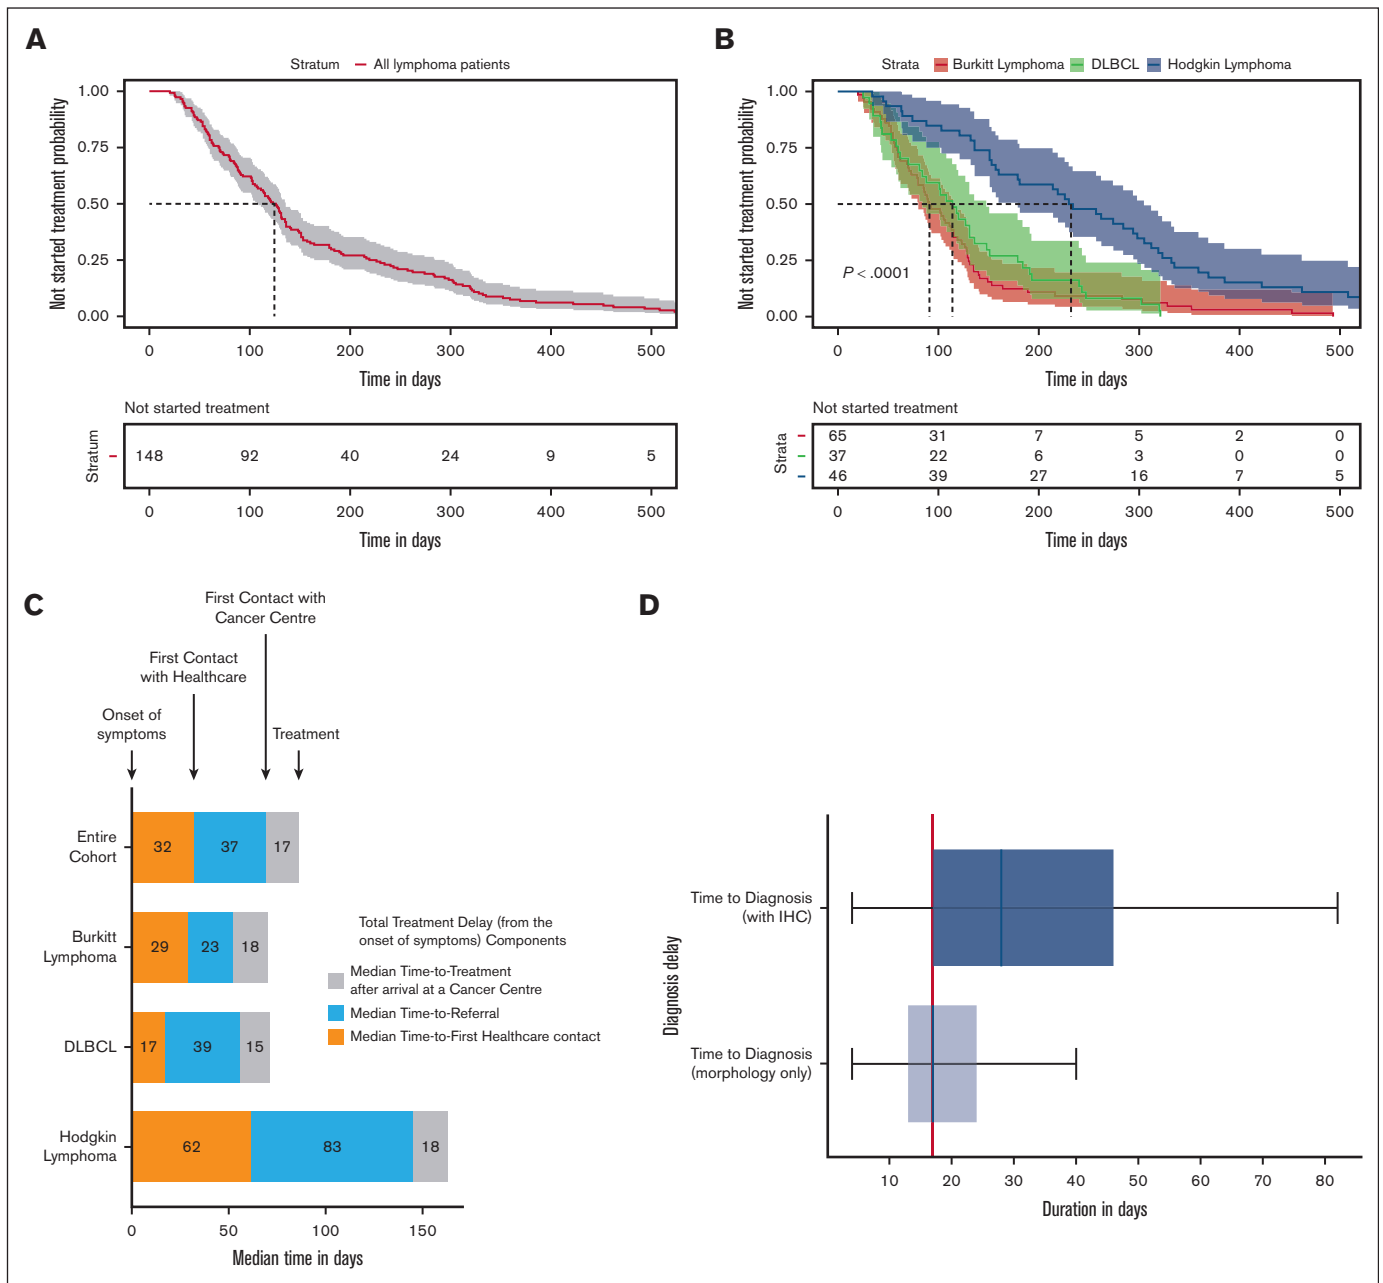 A
Stratum All lymphoma patients
Not started treatment probability
1.00
0.75
0.50
0.25
0.00
0 100 200 300 400 500
Time in days
Not started treatment
Stratum
148 92 40 24 9 5
0 100 200 300 400 500
Time in days
B
Strata Burkitt Lymphoma DLBCL Hodgkin Lymphoma
Not started treatment probability
1.00
0.75
0.50
0.25
0.00
P < .0001
0 100 200 300 400 500
Time in days
Not started treatment
Strata
65 31 7 5 2 0
37 22 6 3 0 0
46 39 27 16 7 5
0 100 200 300 400 500
Time in days
C
First Contact with
Cancer Centre
First Contact
with Healthcare
Onset of
symptoms
Treatment
Entire
Cohort
32 37 17
Burkitt
Lymphoma
29 23 18
DLBCL
17 39 15
Hodgkin
Lymphoma
62 83 18
Total Treatment Delay (from the
onset of symptoms) Components
Median Time-to-Treatment
after arrival at a Cancer Centre
Median Time-to-Referral
Median Time-to-First Healthcare contact
0 50 100 150
Median time in days
D
Diagnosis delay
Time to Diagnosis
(with IHC)
Time to Diagnosis
(morphology only)
10 20 30 40 50 60 70 80
Duration in days